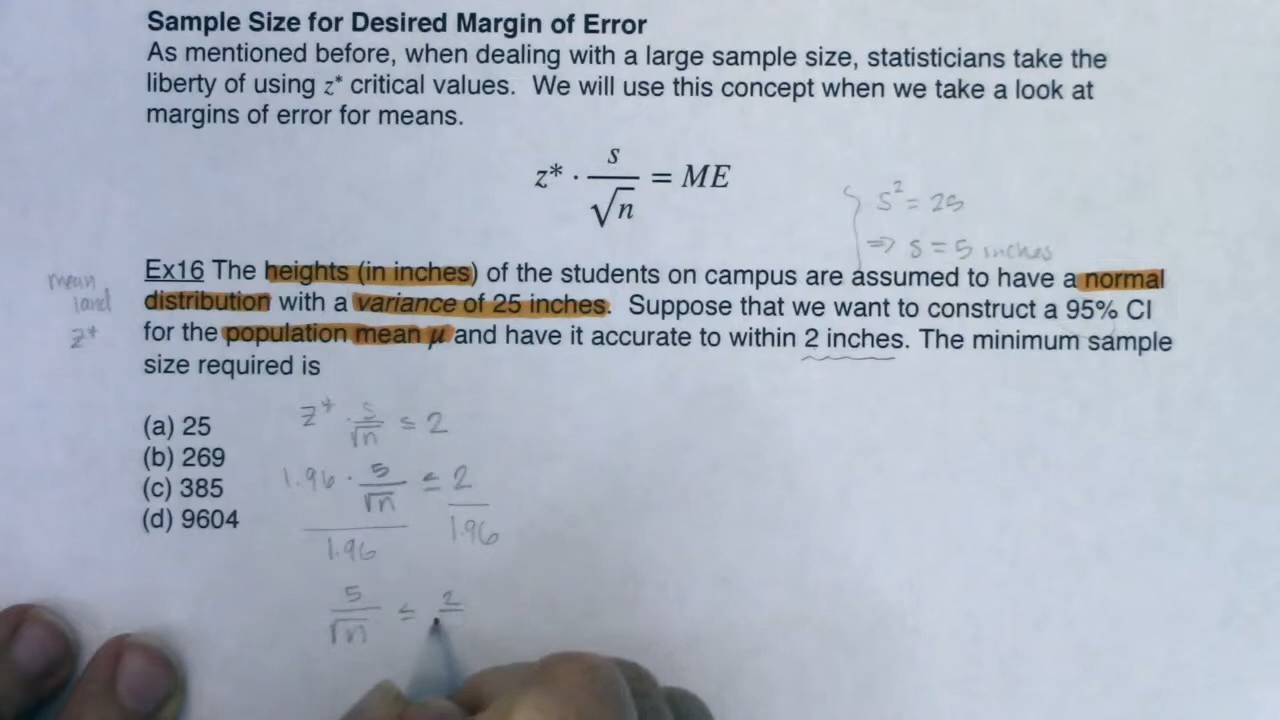 Sample Size for Desired Margin of Error
As mentioned before, when dealing with a large sample size, statisticians take the
liberty of using z* critical values. We will use this concept when we take a look at
margins of error for means.
z* · s/√n = ME
s² = 25
⇒ s = 5 inches
Ex16 The heights (in inches) of the students on campus are assumed to have a normal
distribution with a variance of 25 inches. Suppose that we want to construct a 95% CI
for the population mean μ and have it accurate to within 2 inches. The minimum sample
size required is
mean
land
z*
(a) 25
(b) 269
(c) 385
(d) 9604
z* · s/√n ≤ 2
1.96 · 5/√n ≤ 2
1.96 1.96
5/√n ≤ 2